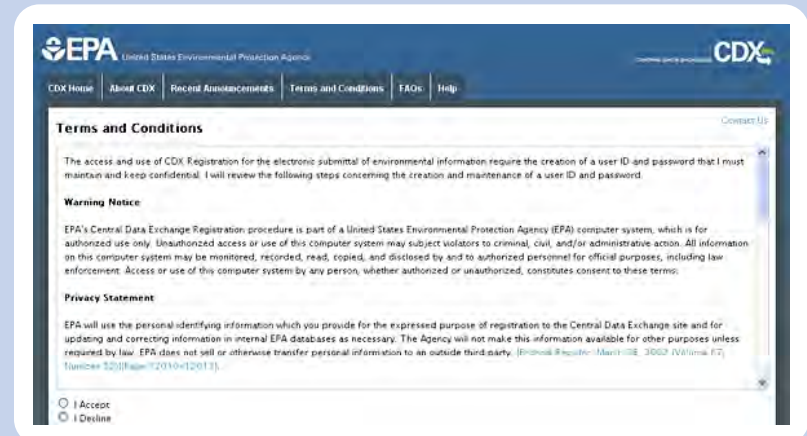 EPA United States Environmental Protection Agency
CDX
CDX Home About CDX Recent Announcements Terms and Conditions FAQs Help
Contact Us
Terms and Conditions
The access and use of CDX Registration for the electronic submittal of environmental information require the creation of a user ID and password that I must
maintain and keep confidential. I will review the following steps concerning the creation and maintenance of a user ID and password.
Warning Notice
EPA's Central Data Exchange Registration procedure is part of a United States Environmental Protection Agency (EPA) computer system, which is for
authorized use only. Unauthorized access or use of this computer system may subject violators to criminal, civil, and/or administrative action. All information
on this computer system may be monitored, recorded, read, copied, and disclosed by and to authorized personnel for official purposes, including law
enforcement. Access or use of this computer system by any person, whether authorized or unauthorized, constitutes consent to these terms.
Privacy Statement
EPA will use the personal identifying information which you provide for the expressed purpose of registration to the Central Data Exchange site and for
updating and correcting information in internal EPA databases as necessary. The Agency will not make this information available for other purposes unless
required by law. EPA does not sell or otherwise transfer personal information to an outside third party. [Federal Register: March
I Accept
I Decline